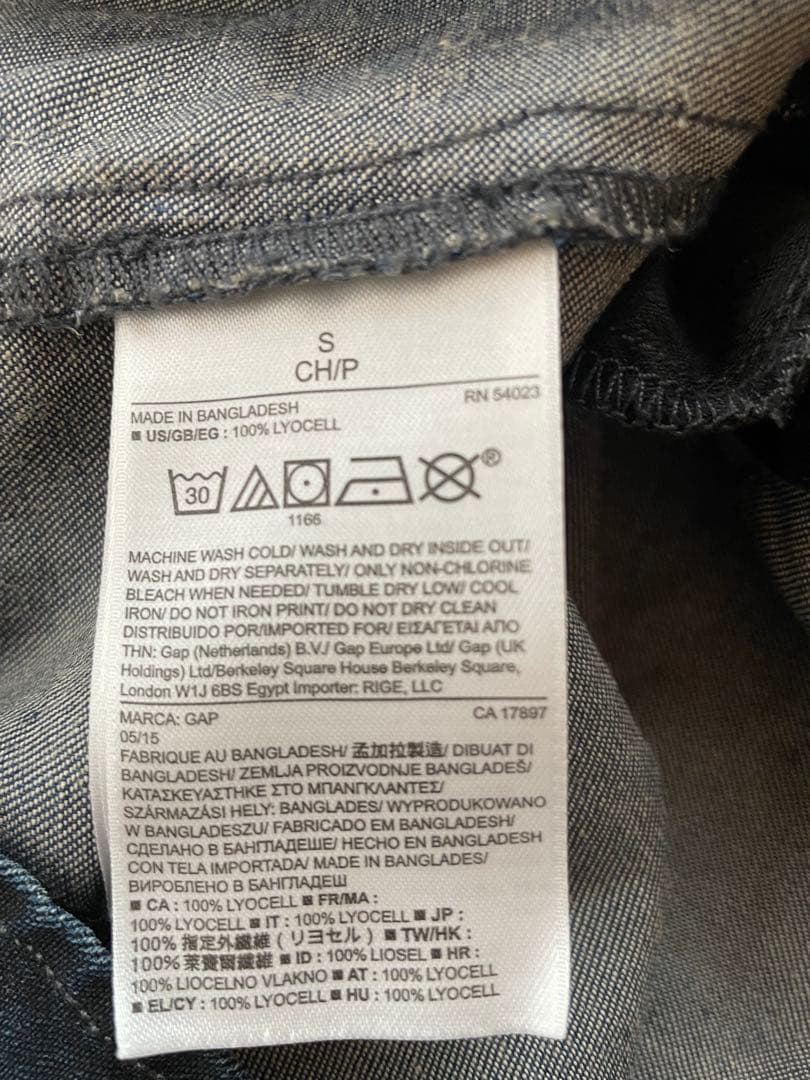 S
CH/P
RN 54023
MADE IN BANGLADESH
■ US/GB/EG : 100% LYOCELL
30
®
1166
MACHINE WASH COLD/ WASH AND DRY INSIDE OUT/
WASH AND DRY SEPARATELY/ ONLY NON-CHLORINE
BLEACH WHEN NEEDED/ TUMBLE DRY LOW/ COOL
IRON/ DO NOT IRON PRINT/ DO NOT DRY CLEAN
DISTRIBUIDO POR/IMPORTED FOR/ ΕΙΣΑΓΕΤΑΙ ΑΠΟ
ΤΗΝ: Gap (Netherlands) B.V./ Gap Europe Ltd/ Gap (UK
Holdings) Ltd/Berkeley Square House Berkeley Square,
London W1J 6BS Egypt Importer: RIGE, LLC
MARCA: GAP
CA 17897
05/15
FABRIQUE AU BANGLADESH/ 孟加拉製造/ DIBUAT DI
BANGLADESH/ ZEMLJA PROIZVODNJE BANGLADEŠ/
ΚΑΤΑΣΚΕΥΑΣΤΗΚΕ ΣΤΟ ΜΠΑΝΓΚΛΑΝΤΕΣ/
SZÁRMAZÁSI HELY: BANGLADES/ WYPRODUKOWANO
W BANGLADESZU/ FABRICADO EM BANGLADESH/
СДЕЛАНО В БАНГЛАДЕШЕ/ HECHO EN BANGLADESH
CON TELA IMPORTADA/ MADE IN BANGLADES/
ВИРОБЛЕНО В БАНГЛАДЕШ
■ CA : 100% LYOCELL ■ FR/MA :
100% LYOCELL ■ IT : 100% LYOCELL ■ JP :
100% 指定外繊維 ( リヨセル ) ■ TW/HK :
100% 萊賽爾纖維 ■ ID : 100% LIOSEL ■ HR :
100% LIOCELNO VLAKNO ■ AT : 100% LYOCELL
■ EL/CY : 100% LYOCELL ■ HU : 100% LYOCELL